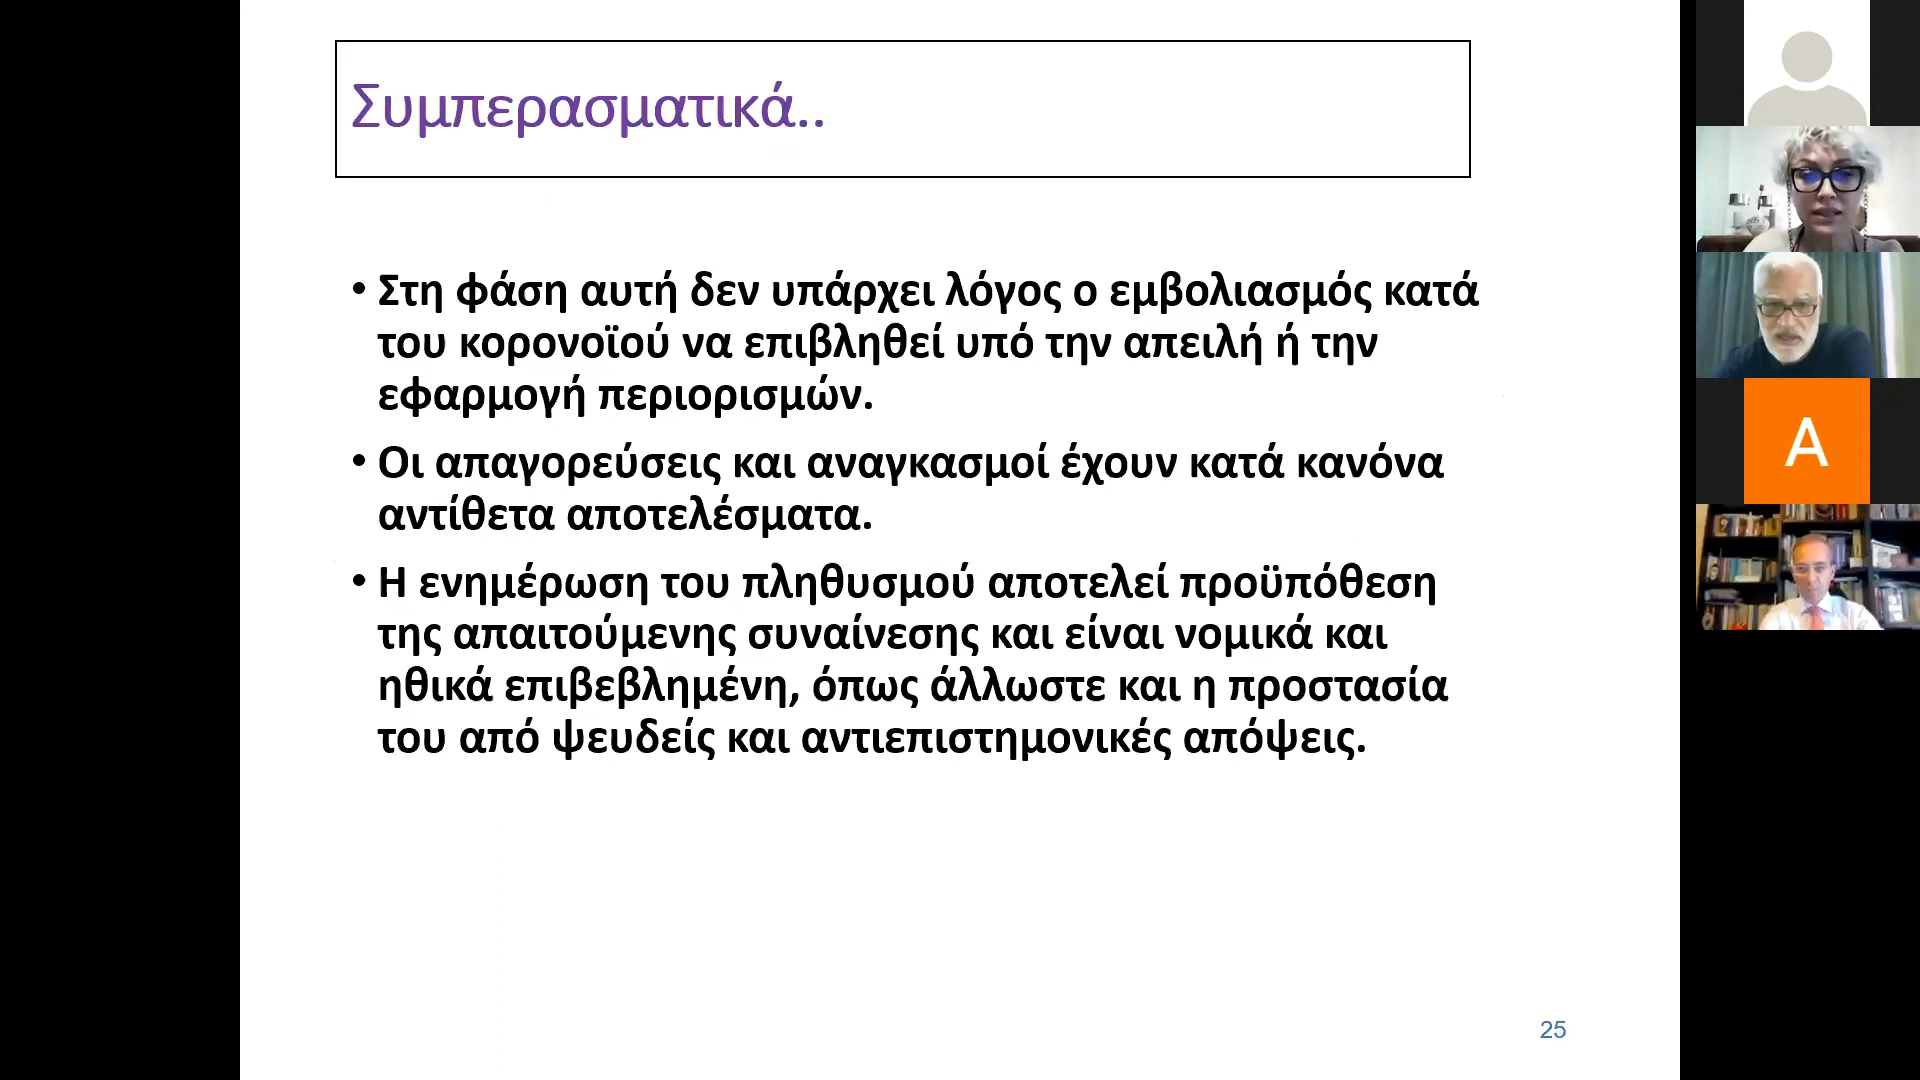 Συμπερασματικά..
• Στη φάση αυτή δεν υπάρχει λόγος ο εμβολιασμός κατά
του κορονοϊού να επιβληθεί υπό την απειλή ή την
εφαρμογή περιορισμών.
• Οι απαγορεύσεις και αναγκασμοί έχουν κατά κανόνα
αντίθετα αποτελέσματα.
• Η ενημέρωση του πληθυσμού αποτελεί προϋπόθεση
της απαιτούμενης συναίνεσης και είναι νομικά και
ηθικά επιβεβλημένη, όπως άλλωστε και η προστασία
του από ψευδείς και αντιεπιστημονικές απόψεις.
25
A